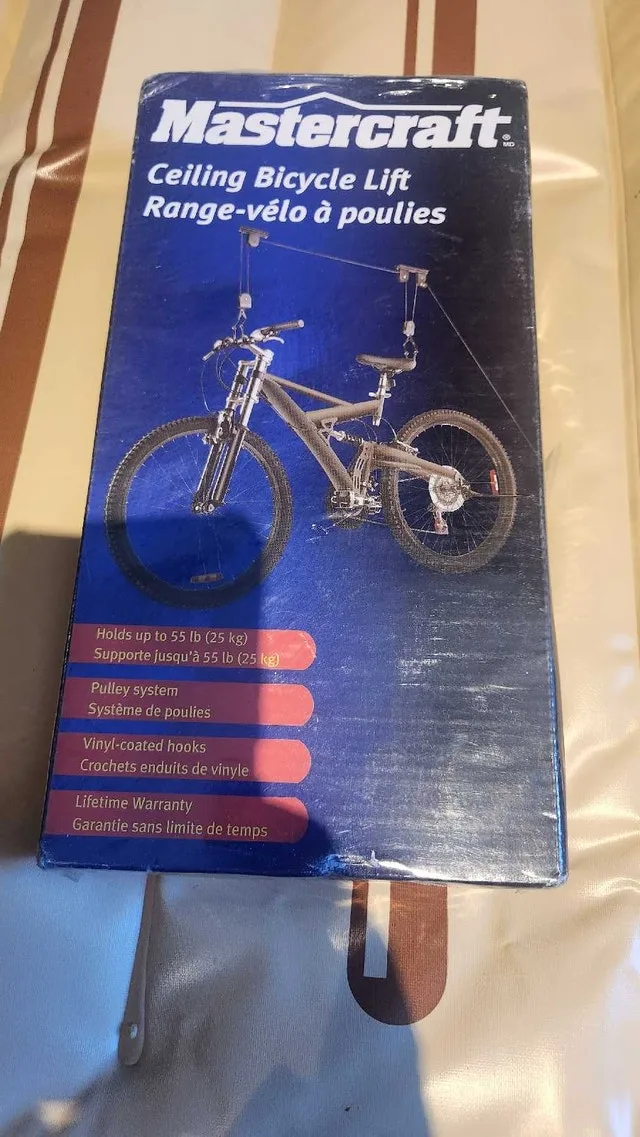 Mastercraft ® MD
Ceiling Bicycle Lift
Range-vélo à poulies
Holds up to 55 lb (25 kg)
Supporte jusqu'à 55 lb (25 kg)
Pulley system
Système de poulies
Vinyl-coated hooks
Crochets enduits de vinyle
Lifetime Warranty
Garantie sans limite de temps